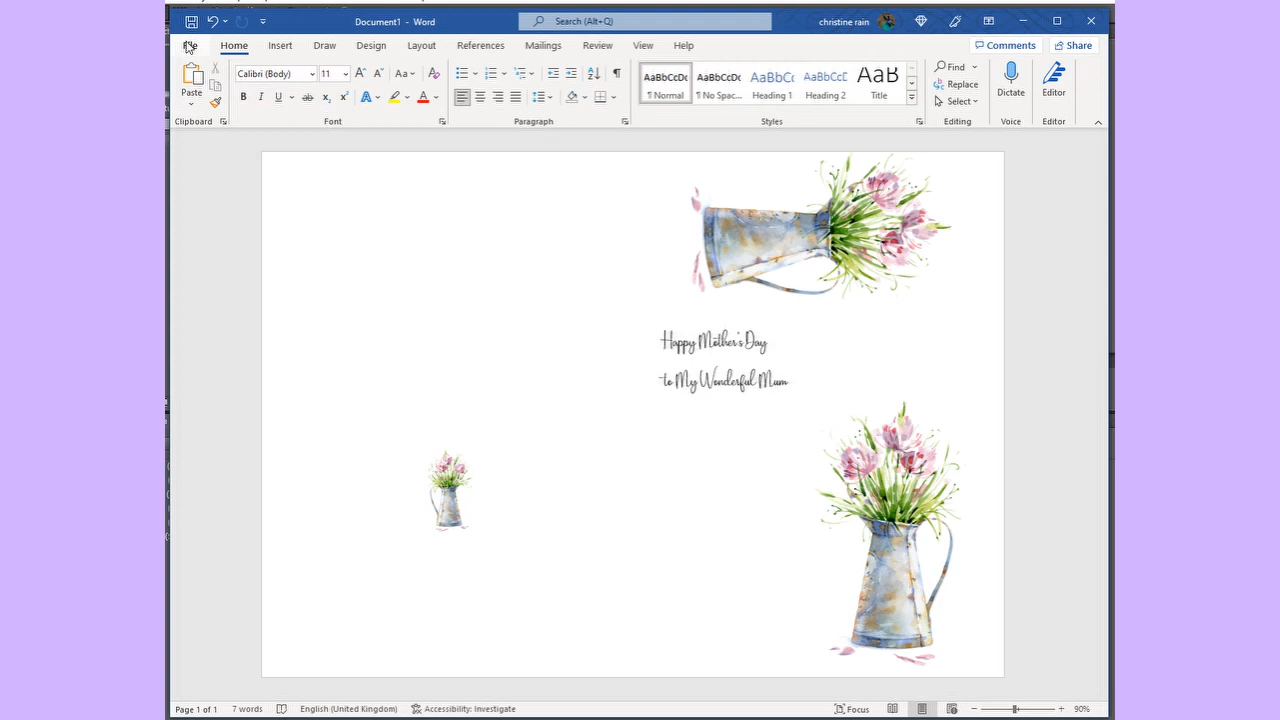 Document1 - Word
Search (Alt+Q)
christine rain
File
Home
Insert
Draw
Design
Layout
References
Mailings
Review
View
Help
Comments
Share
Paste
Calibri (Body)
11
Clipboard
Font
Paragraph
AaBbCcDc
¶ Normal
AaBbCcDc
¶ No Spac...
AaBbCc
Heading 1
AaBbCcE
Heading 2
AaB
Title
Styles
Find
Replace
Select
Editing
Dictate
Voice
Editor
Editor
Happy Mother's Day
to My Wonderful Mum
Page 1 of 1
7 words
English (United Kingdom)
Accessibility: Investigate
Focus
90%